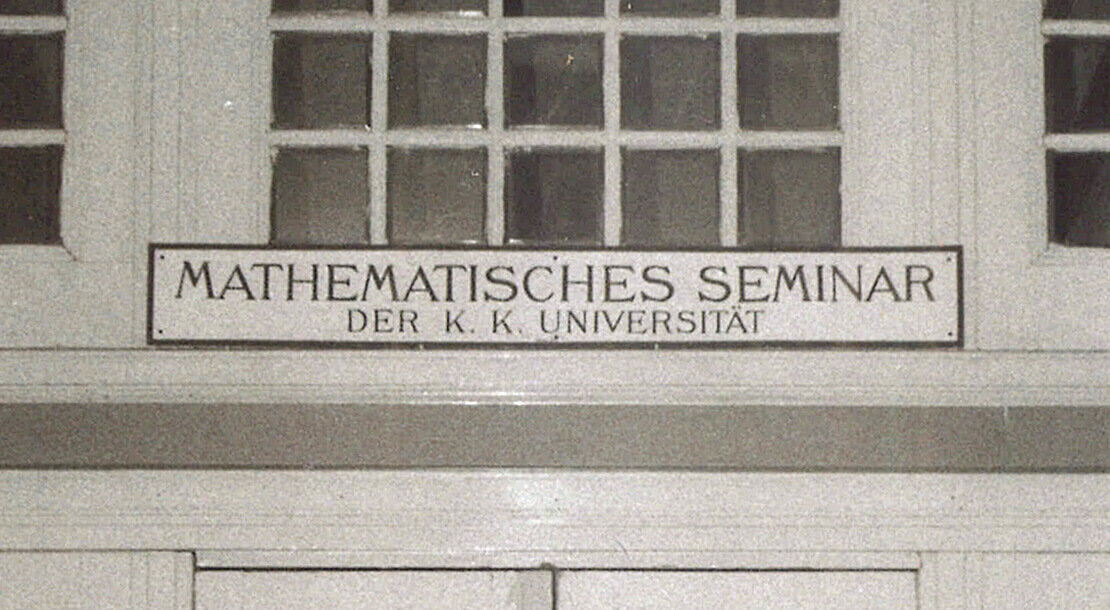 MATHEMATISCHES SEMINAR
DER K. K. UNIVERSITÄT